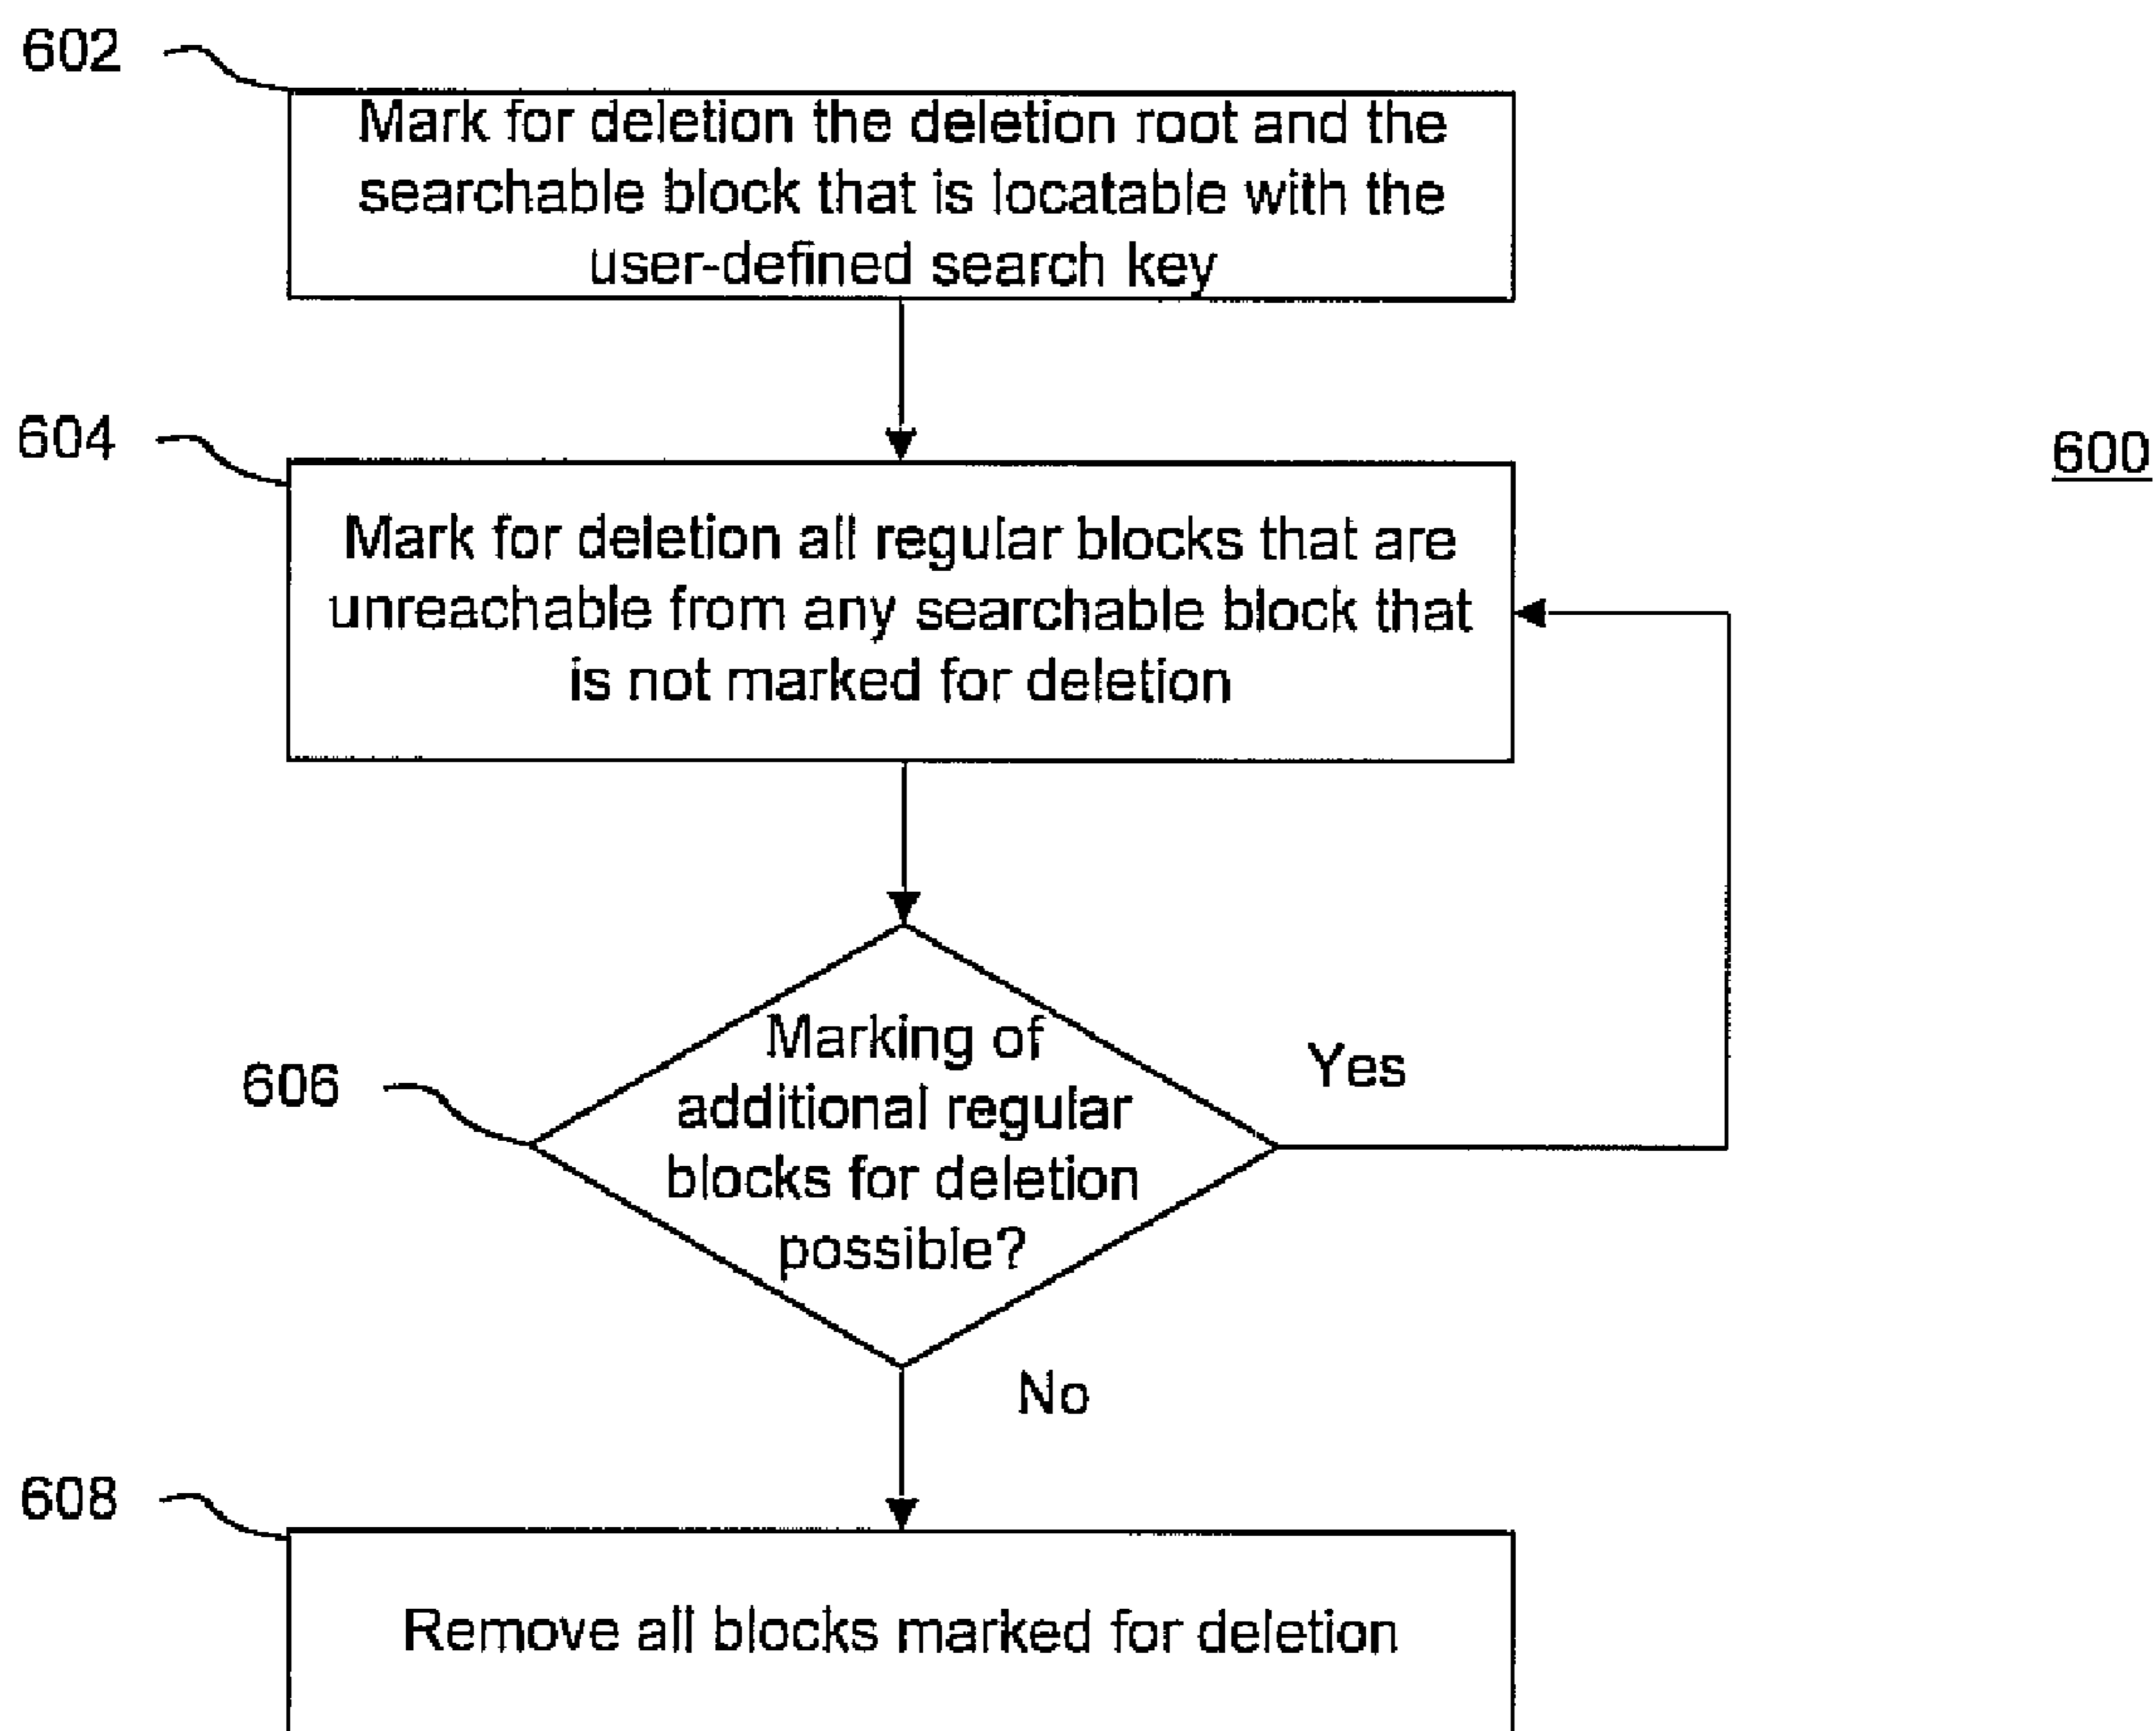 602
Mark for deletion the deletion root and the
searchable block that is locatable with the
user-defined search key
604
600
Mark for deletion all regular blocks that are
unreachable from any searchable block that
is not marked for deletion
606
Marking of
additional regular
blocks for deletion
possible?
Yes
No
608
Remove all blocks marked for deletion